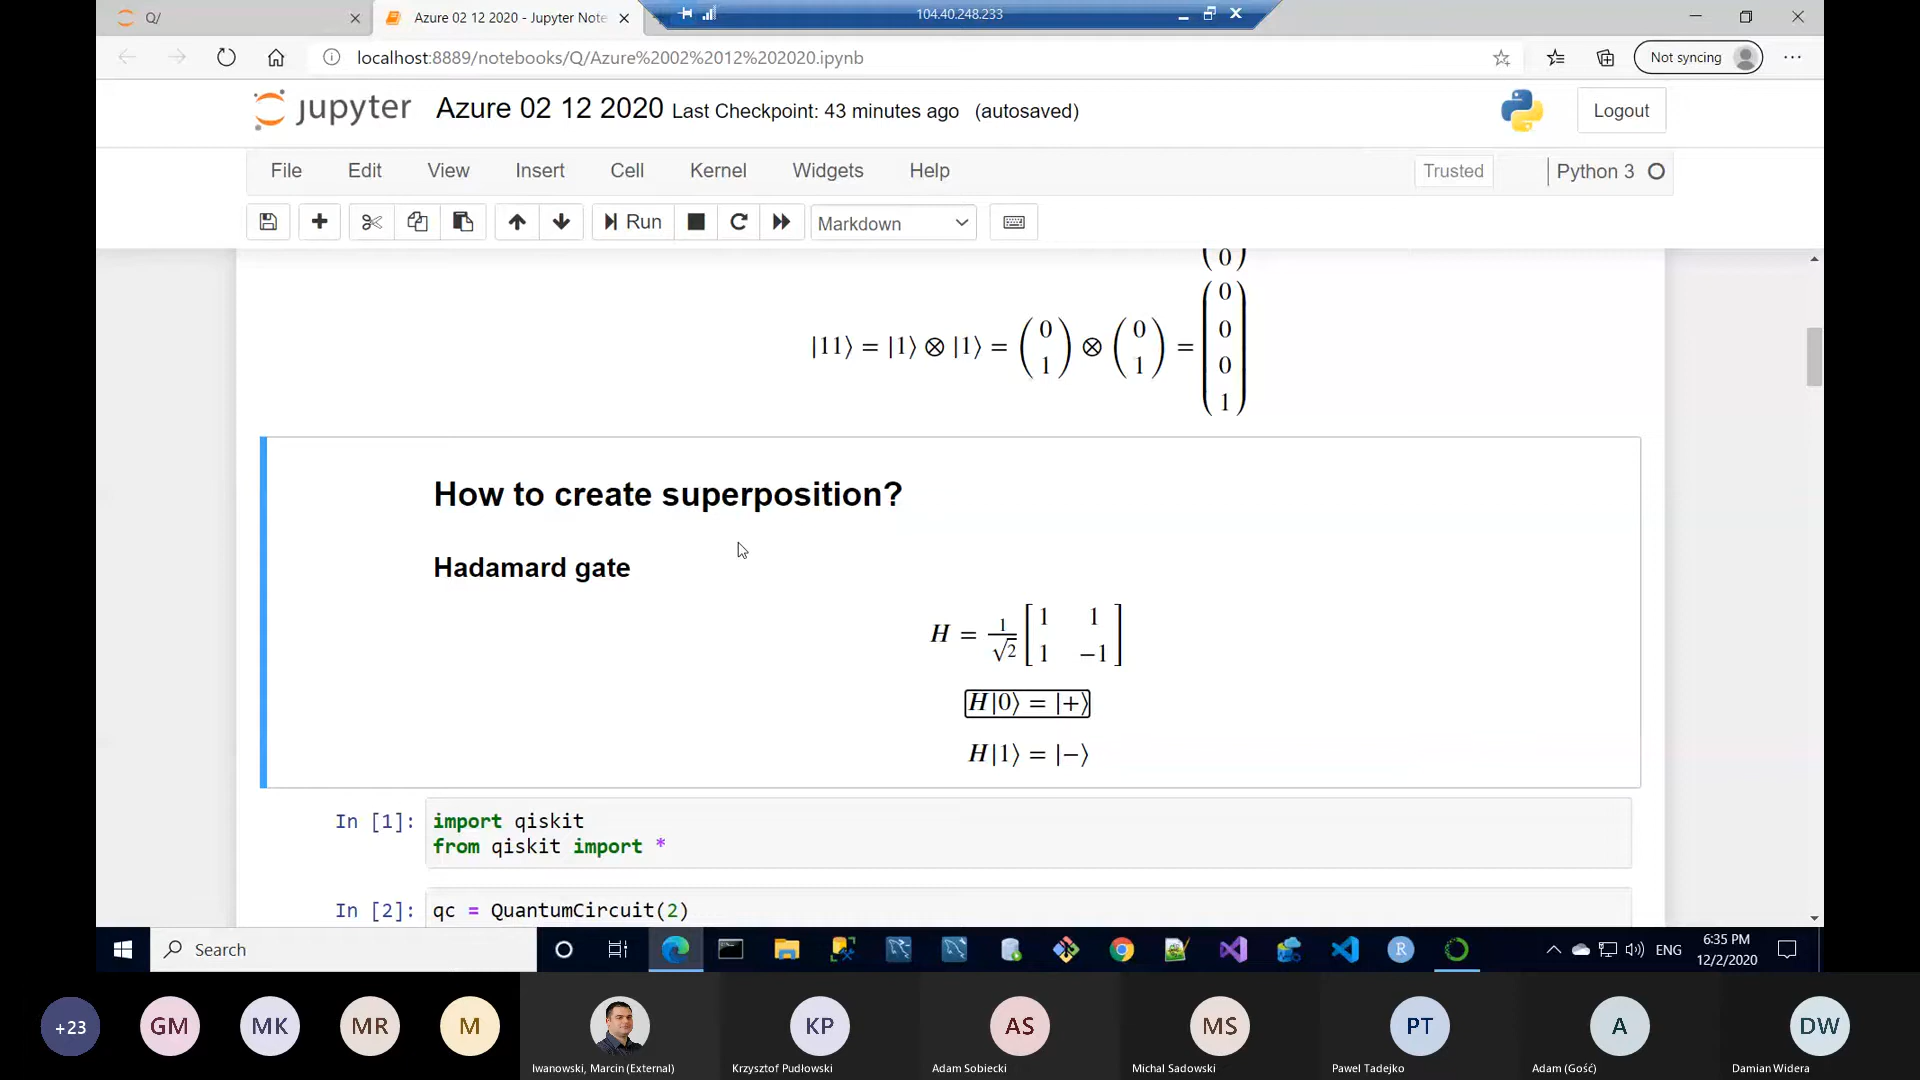 Q/
Azure 02 12 2020 - Jupyter Note
104.40.248.233
localhost:8889/notebooks/Q/Azure%2002%2012%202020.ipynb
Not syncing
jupyter Azure 02 12 2020 Last Checkpoint: 43 minutes ago (autosaved)
Logout
File Edit View Insert Cell Kernel Widgets Help
Trusted
Python 3
Run
Markdown
(0)
|11⟩ = |1⟩ ⊗ |1⟩ = (0 1) ⊗ (0 1) = (0 0 0 1)
How to create superposition?
Hadamard gate
H = 1/√2 [1 1 1 −1]
H|0⟩ = |+⟩
H|1⟩ = |−⟩
In [1]: import qiskit
from qiskit import *
In [2]: qc = QuantumCircuit(2)
Search
R
ENG
6:35 PM
12/2/2020
+23
GM
MK
MR
M
KP
AS
MS
PT
A
DW
Iwanowski, Marcin (External)
Krzysztof Pudłowski
Adam Sobiecki
Michal Sadowski
Pawel Tadejko
Adam (Gość)
Damian Widera